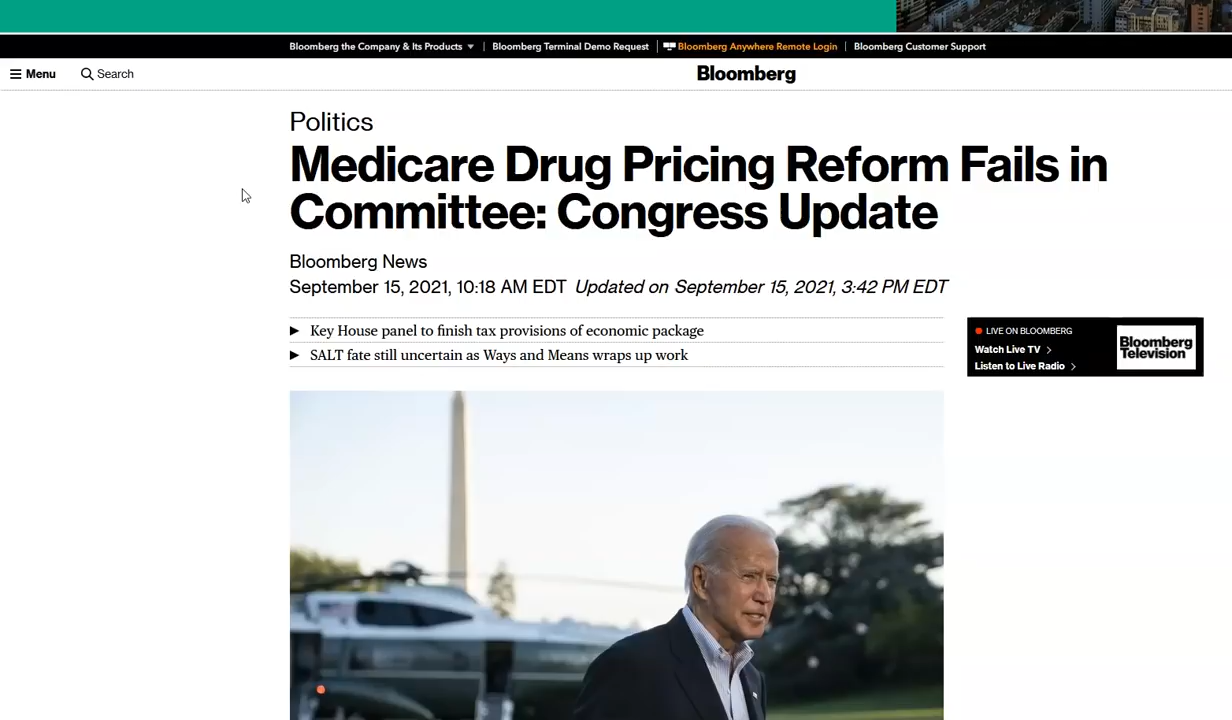 Bloomberg the Company & Its Products ▼ | Bloomberg Terminal Demo Request | Bloomberg Anywhere Remote Login | Bloomberg Customer Support
Menu Search Bloomberg
Politics
Medicare Drug Pricing Reform Fails in
Committee: Congress Update
Bloomberg News
September 15, 2021, 10:18 AM EDT Updated on September 15, 2021, 3:42 PM EDT
Key House panel to finish tax provisions of economic package
SALT fate still uncertain as Ways and Means wraps up work
LIVE ON BLOOMBERG
Watch Live TV
Listen to Live Radio
Bloomberg
Television